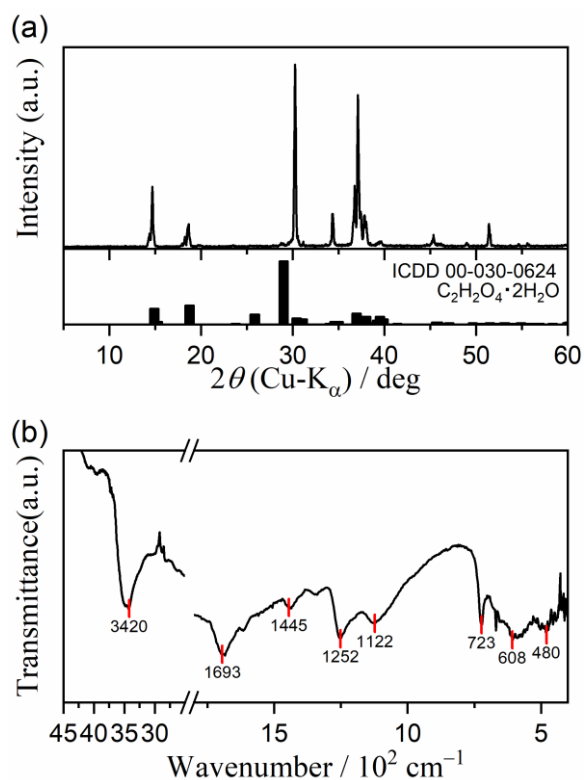 (a)
Intensity (a.u.)
ICDD 00-030-0624
C₂H₂O₄·2H₂O
10 20 30 40 50 60
2θ (Cu-Kα) / deg
(b)
Transmittance(a.u.)
3420
1693
1445
1252
1122
723
608
480
45 40 35 30 15 10 5
Wavenumber / 10² cm⁻¹